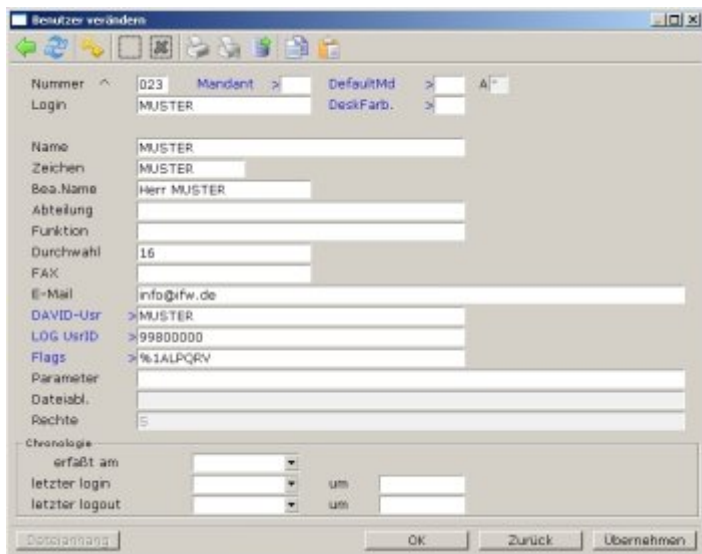 Benutzer verändern
Nummer ^ 023 Mandant > DefaultMd > A
Login MUSTER DeskFarb. >
Name MUSTER
Zeichen MUSTER
Bea.Name Herr MUSTER
Abteilung
Funktion
Durchwahl 16
FAX
E-Mail info@ifw.de
DAVID-Usr > MUSTER
LOG UsrID > 99800000
Flags > %1ALPQRV
Parameter
Dateiabl.
Rechte S
Chronologie
erfaßt am
letzter login um
letzter logout um
Dateianhang OK Zurück Übernehmen